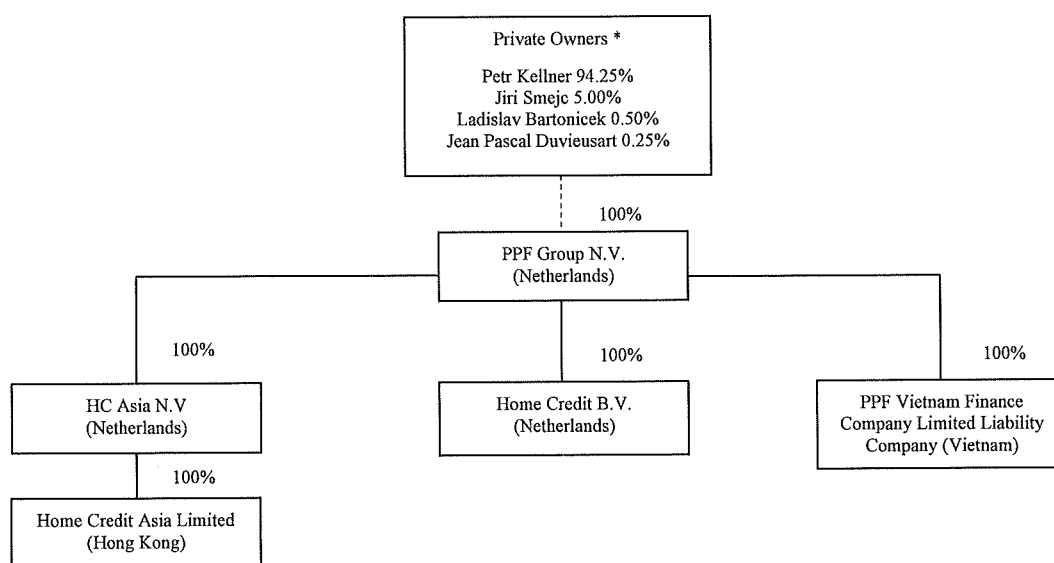 Private Owners *
Petr Kellner 94.25%
Jiri Smejc 5.00%
Ladislav Bartonicek 0.50%
Jean Pascal Duvieusart 0.25%
100%
PPF Group N.V.
(Netherlands)
100%
100%
100%
HC Asia N.V
(Netherlands)
Home Credit B.V.
(Netherlands)
PPF Vietnam Finance
Company Limited Liability
Company (Vietnam)
100%
Home Credit Asia Limited
(Hong Kong)